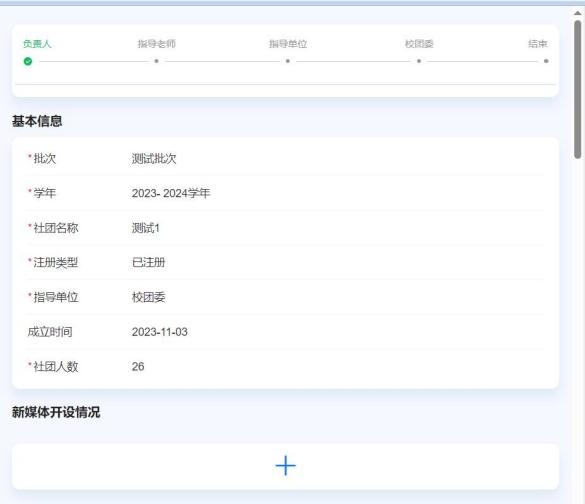 负责人 指导老师 指导单位 校团委 结束
基本信息
*批次 测试批次
*学年 2023- 2024学年
*社团名称 测试1
*注册类型 已注册
*指导单位 校团委
成立时间 2023-11-03
*社团人数 26
新媒体开设情况